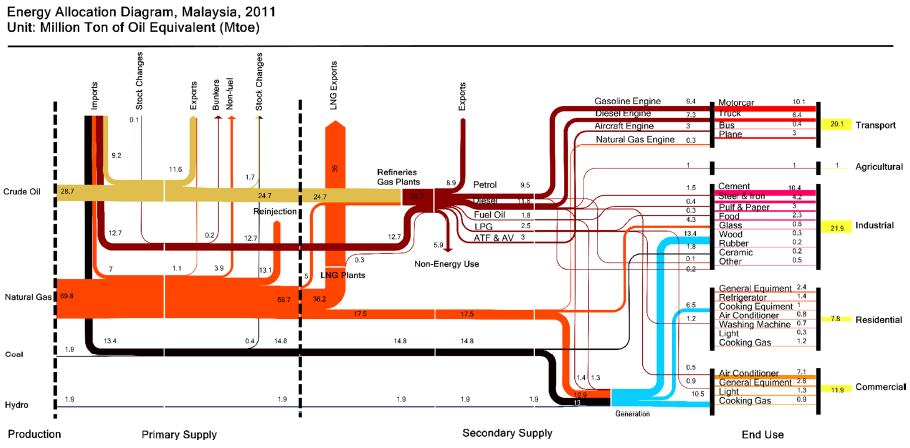 Energy Allocation Diagram, Malaysia, 2011
Unit: Million Ton of Oil Equivalent (Mtoe)
Imports
Stock Changes
Exports
Bunkers
Non-fuel
Stock Changes
LNG Exports
Exports
0.1
9.2
11.6
1.7
36
8.9
Crude Oil
28.7
24.7
24.7
Refineries
Gas Plants
Reinjection
12.7
0.2
12.7
12.7
5.9
Non-Energy Use
0.3
LNG Plants
7
1.1
3.9
13.1
5
Natural Gas
69.8
58.7
36.2
17.5
17.5
Coal
1.9
13.4
0.4
14.8
14.8
14.8
Hydro
1.9
1.9
1.9
1.9
1.9
Petrol 9.5
Diesel 11.8
Fuel Oil 1.8
LPG 2.5
ATF & AV 3
Gasoline Engine 9.4
Diesel Engine 7.3
Aircraft Engine 3
Natural Gas Engine 0.3
1
1.5
0.4
0.3
4.3
13.4
1.8
0.1
0.2
6.5
1.2
0.5
0.9
10.5
1.4
1.3
12.9
13
Generation
Motorcar 10.1
Truck 6.4
Bus 0.4
Plane 3
20.1 Transport
1
1 Agricultural
Cement 10.4
Steel & Iron 4.2
Pulf & Paper 3
Food 2.3
Glass 0.6
Wood 0.3
Rubber 0.2
Ceramic 0.2
Other 0.5
21.9 Industrial
General Equiment 2.4
Refrigerator 1.4
Cooking Equiment 1
Air Conditioner 0.8
Washing Machine 0.7
Light 0.3
Cooking Gas 1.2
7.8 Residential
Air Conditioner 7.1
General Equiment 2.6
Light 1.3
Cooking Gas 0.9
11.9 Commercial
Production
Primary Supply
Secondary Supply
End Use